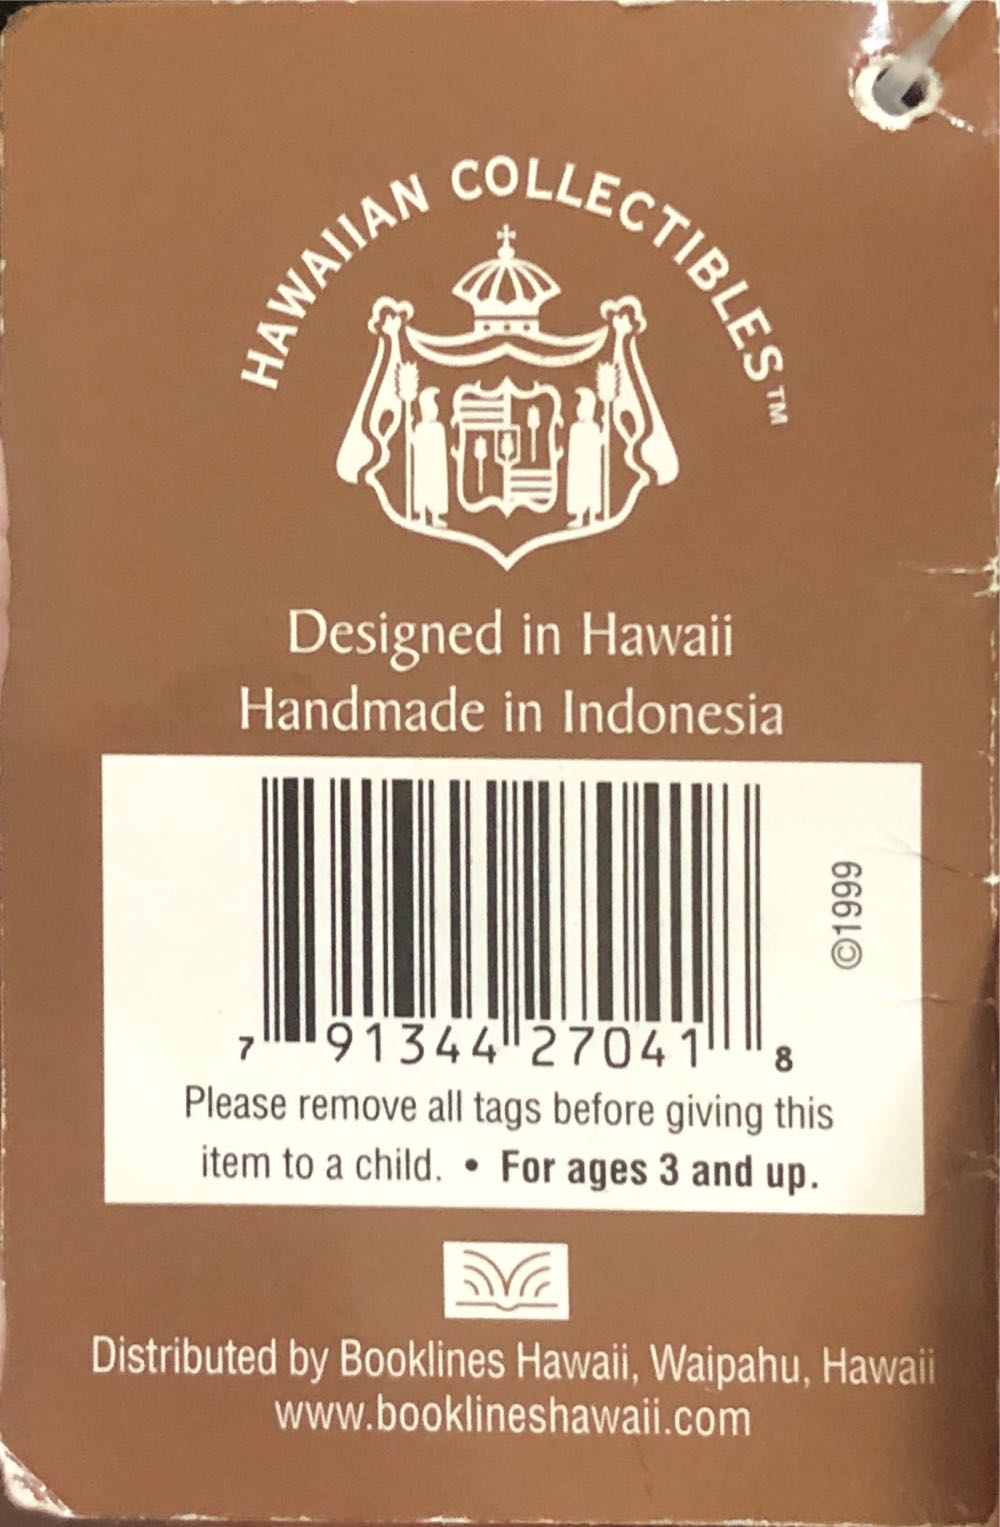 HAWAIIAN COLLECTIBLES™
Designed in Hawaii
Handmade in Indonesia
©1999
7 91344 27041 8
Please remove all tags before giving this
item to a child. • For ages 3 and up.
Distributed by Booklines Hawaii, Waipahu, Hawaii
www.booklineshawaii.com